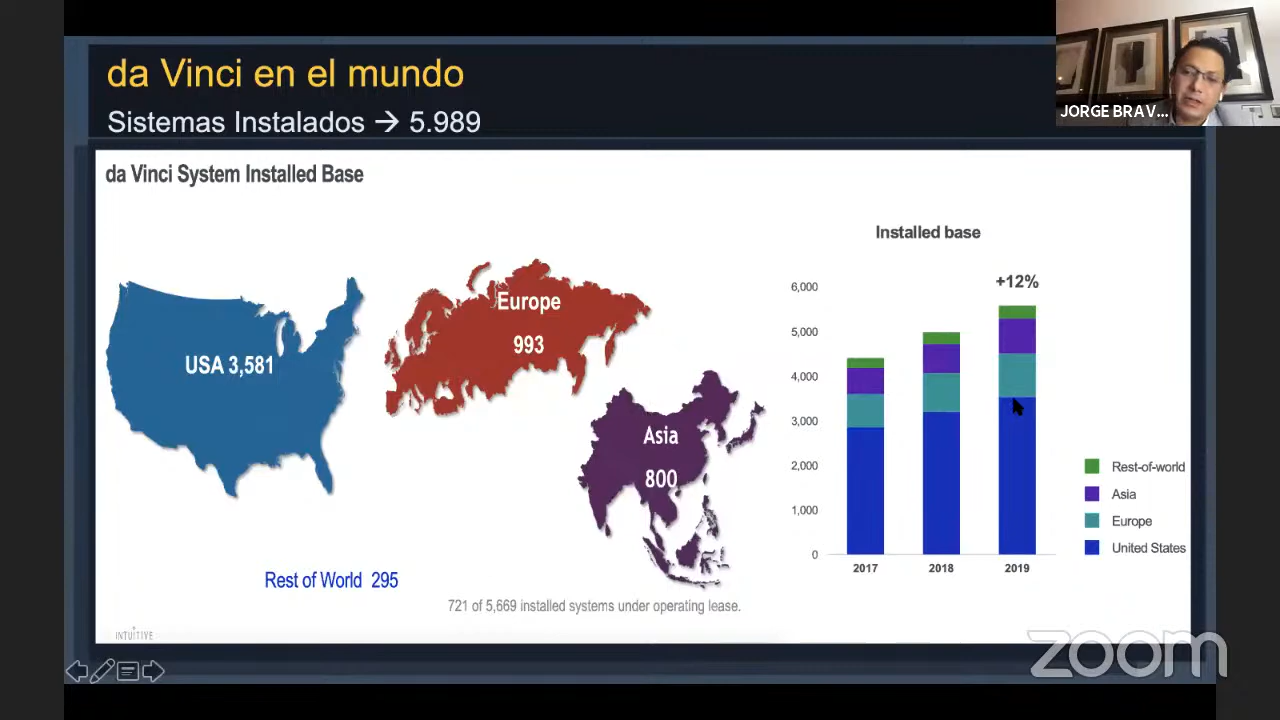 da Vinci en el mundo
Sistemas Instalados → 5.989
JORGE BRAV...
da Vinci System Installed Base
USA 3,581
Europe
993
Asia
800
Rest of World 295
721 of 5,669 installed systems under operating lease.
INTUITIVE
Installed base
+12%
6,000
5,000
4,000
3,000
2,000
1,000
0
2017
2018
2019
Rest-of-world
Asia
Europe
United States
zoom